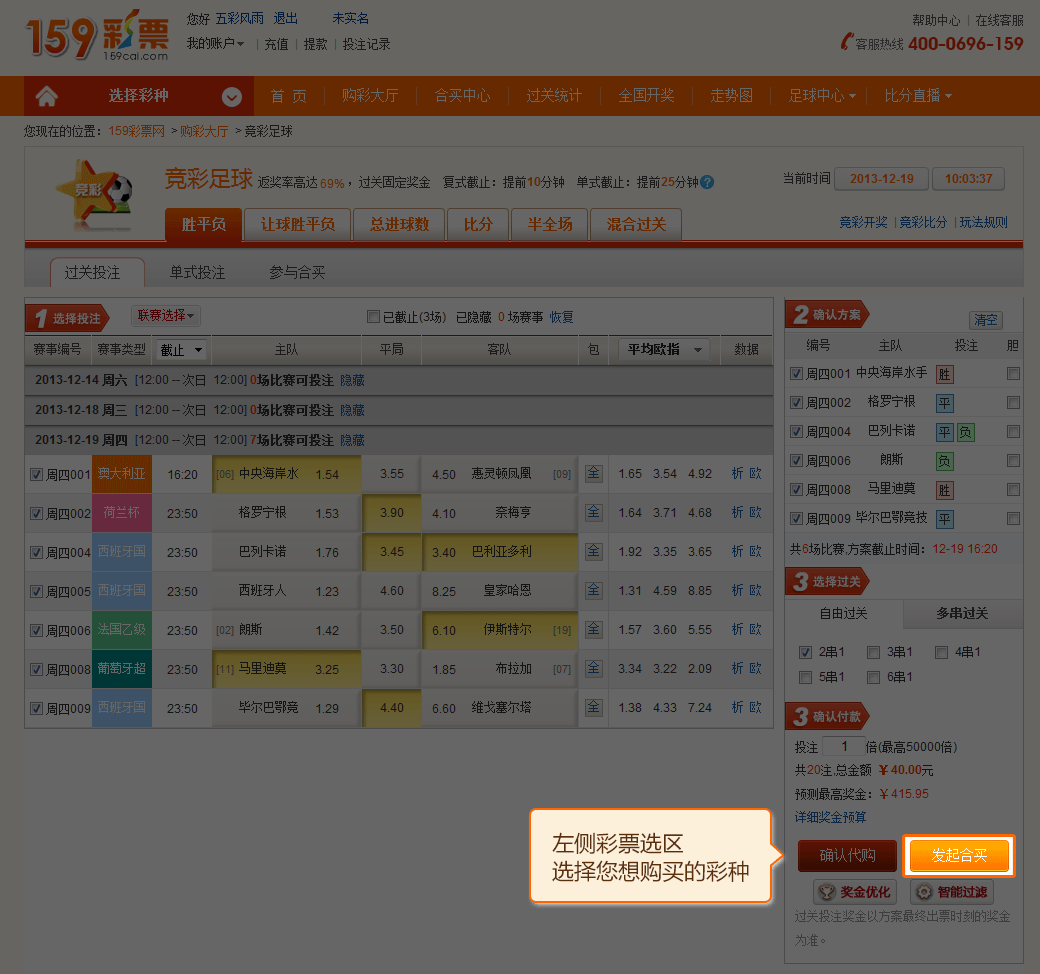 159彩票
159cai.com
您好 五彩风雨 退出 未实名
我的账户 | 充值 | 提款 | 投注记录
帮助中心 | 在线客服
客服热线 400-0696-159
选择彩种 首 页 购彩大厅 合买中心 过关统计 全国开奖 走势图 足球中心 比分直播
您现在的位置：159彩票网 > 购彩大厅 > 竞彩足球
竞彩
竞彩足球 返奖率高达 69%，过关固定奖金 复式截止：提前10分钟 单式截止：提前25分钟 ?
当前时间 2013-12-19 10:03:37
胜平负 让球胜平负 总进球数 比分 半全场 混合过关
竞彩开奖 | 竞彩比分 | 玩法规则
过关投注 单式投注 参与合买
1 选择投注 联赛选择 已截止(3场) 已隐藏 0 场赛事 恢复
赛事编号 赛事类型 截止 主队 平局 客队 包 平均欧指 数据
2013-12-14 周六 [12:00 -- 次日 12:00] 0场比赛可投注 隐藏
2013-12-18 周三 [12:00 -- 次日 12:00] 0场比赛可投注 隐藏
2013-12-19 周四 [12:00 -- 次日 12:00] 7场比赛可投注 隐藏
周四001 澳大利亚 16:20 [06] 中央海岸水 1.54 3.55 4.50 惠灵顿凤凰 [09] 全 1.65 3.54 4.92 析 欧
周四002 荷兰杯 23:50 格罗宁根 1.53 3.90 4.10 奈梅亨 全 1.64 3.71 4.68 析 欧
周四004 西班牙国 23:50 巴列卡诺 1.76 3.45 3.40 巴利亚多利 全 1.92 3.35 3.65 析 欧
周四005 西班牙国 23:50 西班牙人 1.23 4.60 8.25 皇家哈恩 全 1.31 4.59 8.85 析 欧
周四006 法国乙级 23:50 [02] 朗斯 1.42 3.50 6.10 伊斯特尔 [19] 全 1.57 3.60 5.55 析 欧
周四008 葡萄牙超 23:50 [11] 马里迪莫 3.25 3.30 1.85 布拉加 [07] 全 3.34 3.22 2.09 析 欧
周四009 西班牙国 23:50 毕尔巴鄂竞 1.29 4.40 6.60 维戈塞尔塔 全 1.38 4.33 7.24 析 欧
2 确认方案 清空
编号 主队 投注 胆
周四001 中央海岸水手 胜
周四002 格罗宁根 平
周四004 巴列卡诺 平 负
周四006 朗斯 负
周四008 马里迪莫 胜
周四009 毕尔巴鄂竞技 平
共6场比赛,方案截止时间：12-19 16:20
3 选择过关
自由过关 多串过关
2串1 3串1 4串1
5串1 6串1
3 确认付款
投注 1 倍(最高50000倍)
共20注,总金额 ￥40.00元
预测最高奖金：￥415.95
详细奖金预算
确认代购 发起合买
奖金优化 智能过滤
过关投注奖金以方案最终出票时刻的奖金
为准。
左侧彩票选区
选择您想购买的彩种